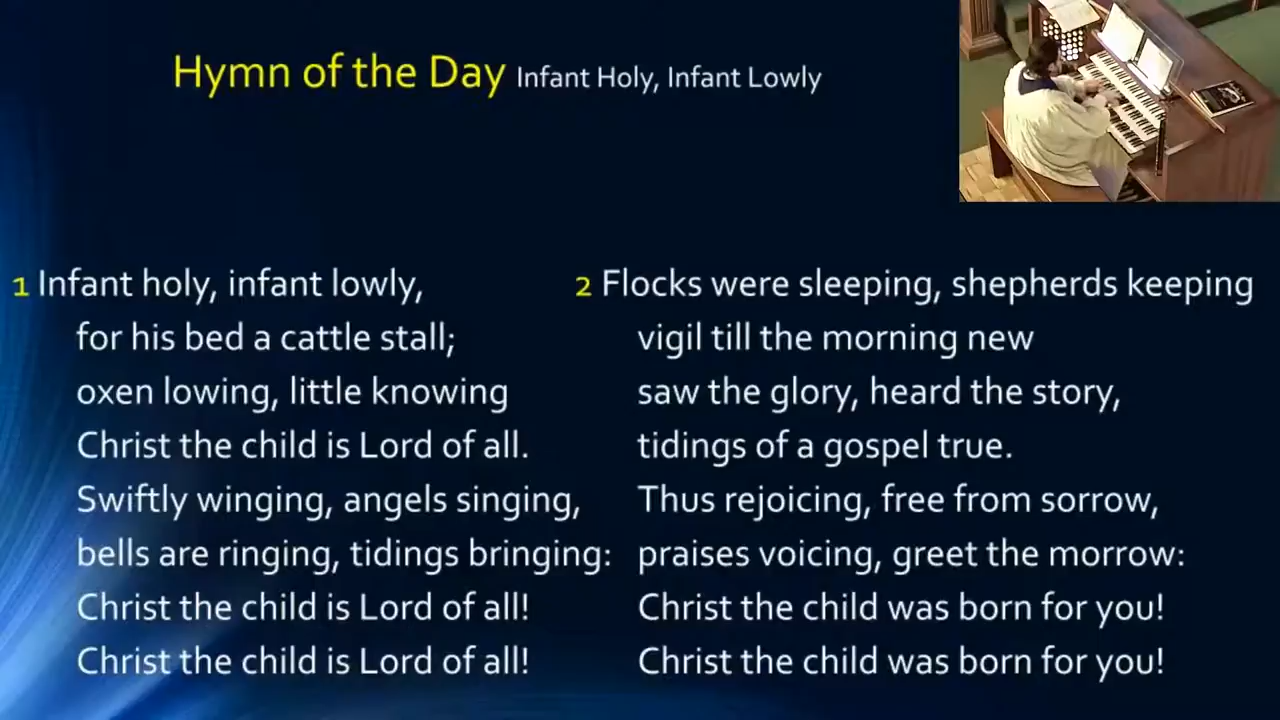 Hymn of the Day Infant Holy, Infant Lowly
1 Infant holy, infant lowly,
for his bed a cattle stall;
oxen lowing, little knowing
Christ the child is Lord of all.
Swiftly winging, angels singing,
bells are ringing, tidings bringing:
Christ the child is Lord of all!
Christ the child is Lord of all!
2 Flocks were sleeping, shepherds keeping
vigil till the morning new
saw the glory, heard the story,
tidings of a gospel true.
Thus rejoicing, free from sorrow,
praises voicing, greet the morrow:
Christ the child was born for you!
Christ the child was born for you!